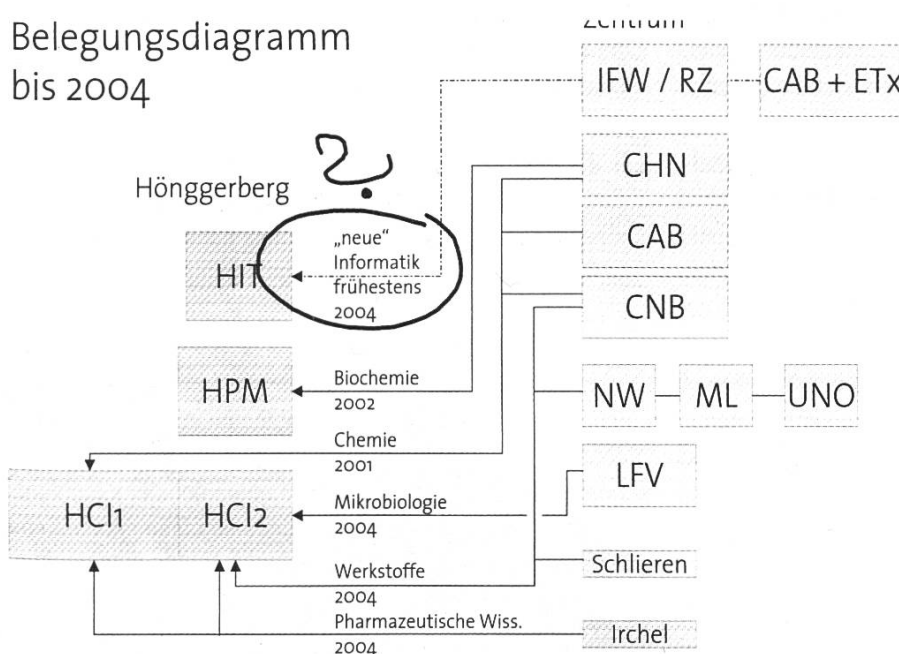 Belegungsdiagramm
bis 2004
Zentrum
IFW / RZ
CAB + ETx
?
CHN
Hönggerberg
CAB
„neue“
Informatik
frühestens
2004
HIT
CNB
HPM
Biochemie
2002
NW
ML
UNO
Chemie
2001
LFV
HCI1
HCI2
Mikrobiologie
2004
Schlieren
Werkstoffe
2004
Pharmazeutische Wiss.
2004
Irchel